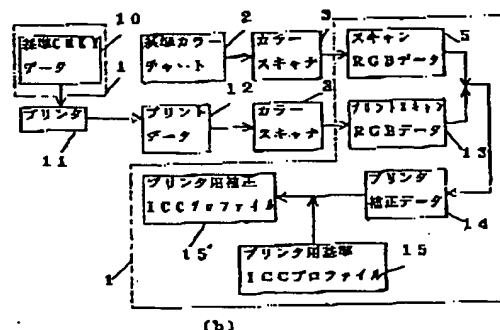 10
基準CMKY
データ
1
プリンタ
11
基準カラー
チャート
2
カラー
スキャナ
3
スキャン
RGBデータ
5
プリント
データ
12
カラー
スキャナ
3
プリントスキャン
RGBデータ
13
プリンタ用補正
ICCプロファイル
15'
プリンタ
補正データ
14
プリンタ用基準
ICCプロファイル
15
1
(b)